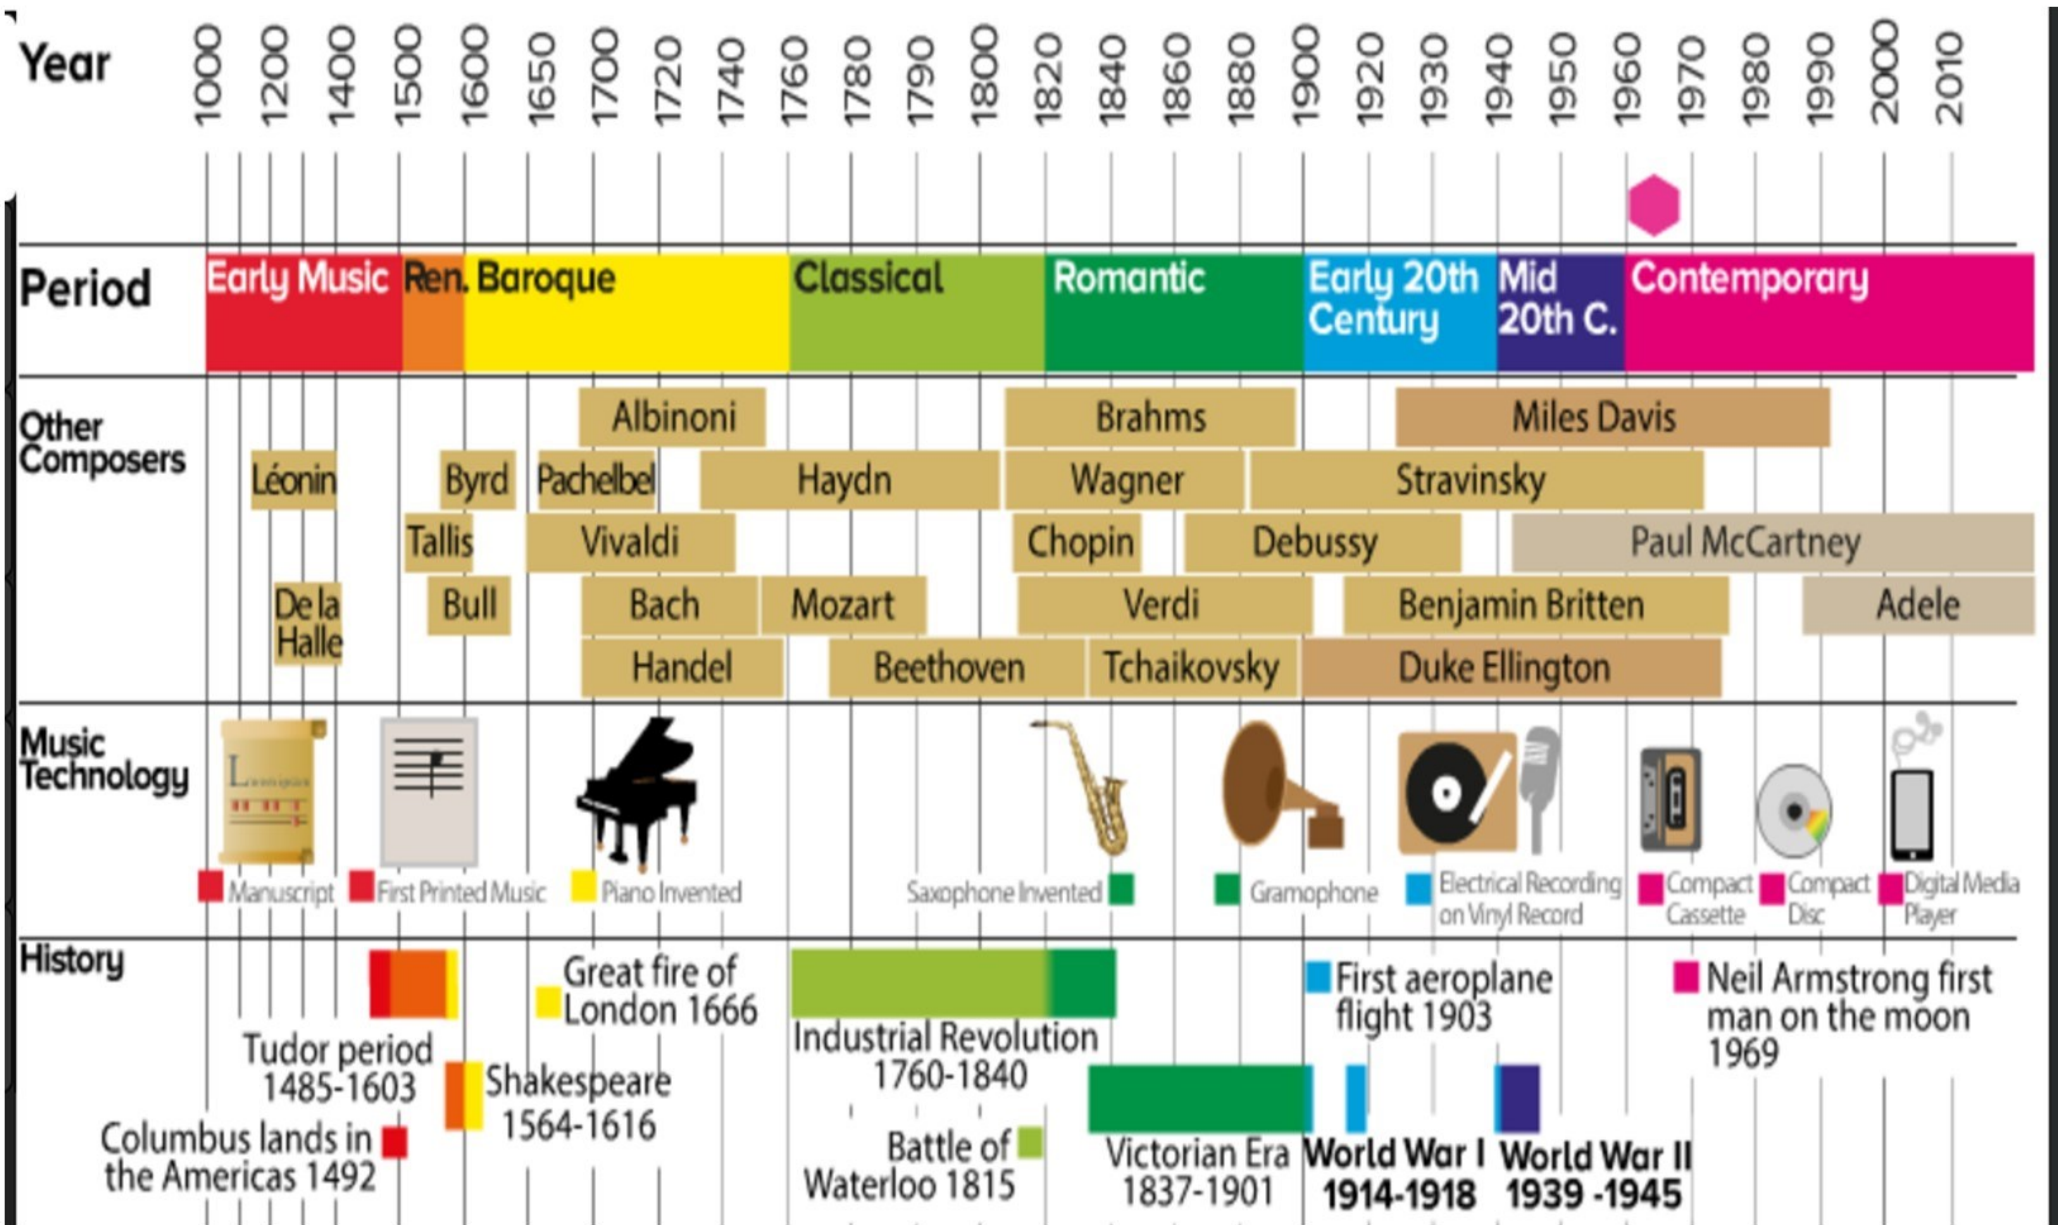 Year
1000 1200 1400 1500 1600 1650 1700 1720 1740 1760 1780 1790 1800 1820 1840 1860 1880 1900 1920 1930 1940 1950 1960 1970 1980 1990 2000 2010
Period
Early Music
Ren.
Baroque
Classical
Romantic
Early 20th
Century
Mid
20th C.
Contemporary
Other
Composers
Albinoni
Brahms
Miles Davis
Léonin
Byrd
Pachelbel
Haydn
Wagner
Stravinsky
Tallis
Vivaldi
Chopin
Debussy
Paul McCartney
De la
Halle
Bull
Bach
Mozart
Verdi
Benjamin Britten
Adele
Handel
Beethoven
Tchaikovsky
Duke Ellington
Music
Technology
Manuscript
First Printed Music
Piano Invented
Saxophone Invented
Gramophone
Electrical Recording
on Vinyl Record
Compact
Cassette
Compact
Disc
Digital Media
Player
History
Tudor period
1485-1603
Columbus lands in
the Americas 1492
Shakespeare
1564-1616
Great fire of
London 1666
Industrial Revolution
1760-1840
Battle of
Waterloo 1815
Victorian Era
1837-1901
First aeroplane
flight 1903
World War I
1914-1918
World War II
1939 -1945
Neil Armstrong first
man on the moon
1969